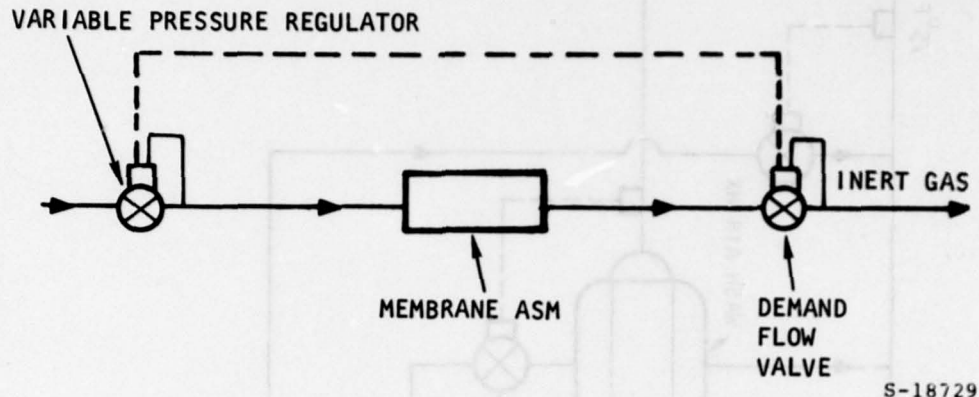 VARIABLE PRESSURE REGULATOR
INERT GAS
MEMBRANE ASM
DEMAND
FLOW
VALVE
S-18729